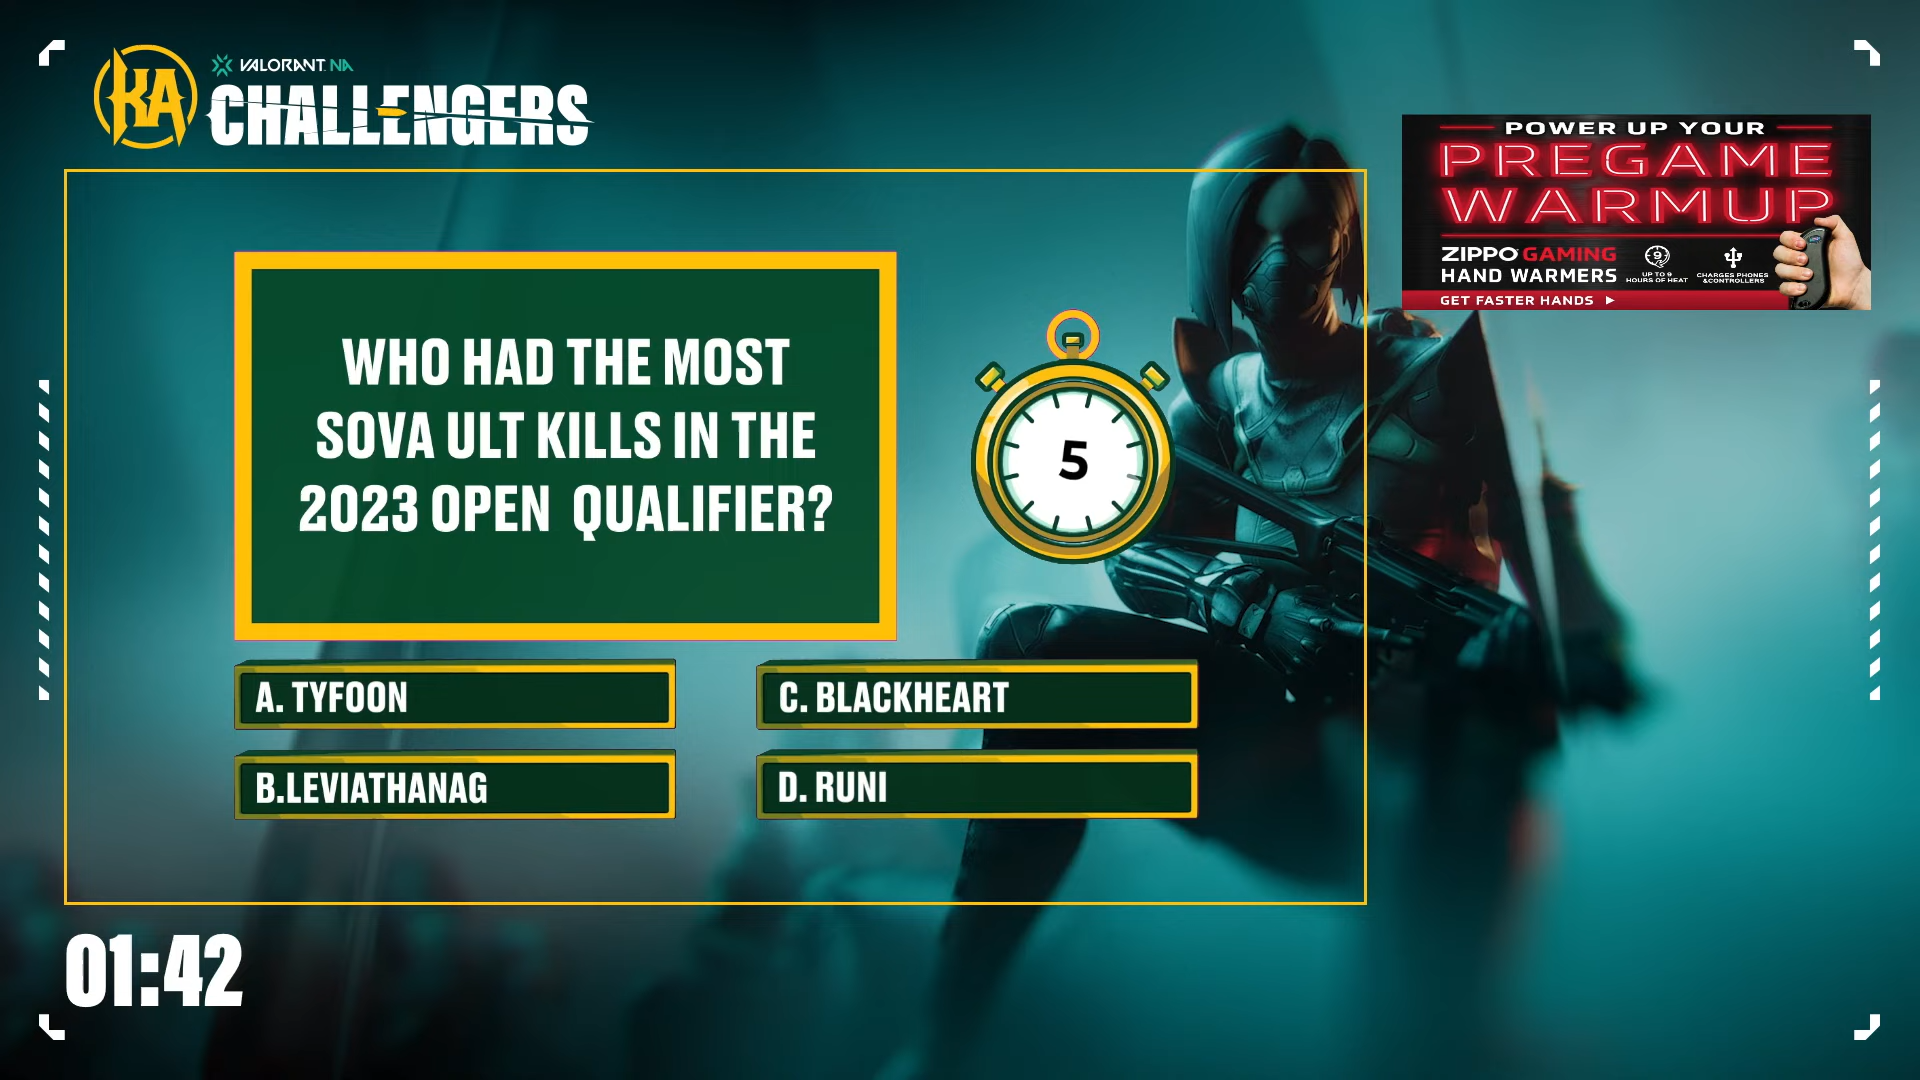 KA
VALORANT NA
CHALLENGERS
POWER UP YOUR
PREGAME
WARMUP
ZIPPO GAMING
HAND WARMERS
9
UP TO 9
HOURS OF HEAT
CHARGES PHONES
&CONTROLLERS
GET FASTER HANDS
WHO HAD THE MOST
SOVA ULT KILLS IN THE
2023 OPEN QUALIFIER?
5
A. TYFOON
C. BLACKHEART
B.LEVIATHANAG
D. RUNI
01:42